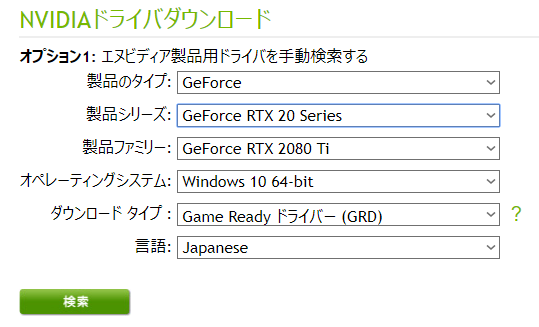 NVIDIAドライバダウンロード
オプション1: エヌビディア製品用ドライバを手動検索する
製品のタイプ: GeForce
製品シリーズ: GeForce RTX 20 Series
製品ファミリー: GeForce RTX 2080 Ti
オペレーティングシステム: Windows 10 64-bit
ダウンロード タイプ : Game Ready ドライバー (GRD) ?
言語: Japanese
検索